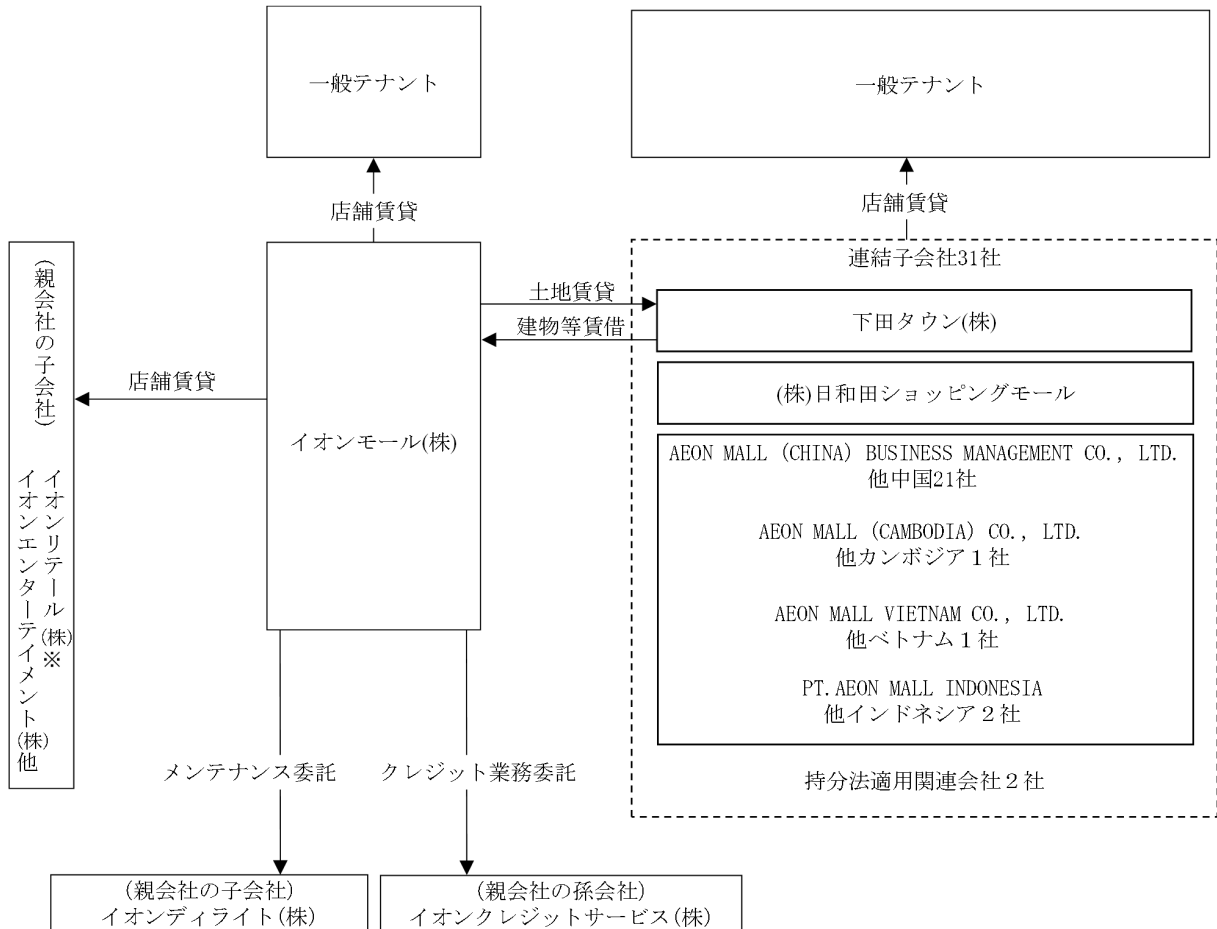 一般テナント
一般テナント
店舗賃貸
店舗賃貸
連結子会社31社
土地賃貸
下田タウン(株)
建物等賃借
(親会社の子会社)
イオンリテール(株)※
イオンエンターテイメント(株)他
店舗賃貸
(株)日和田ショッピングモール
イオンモール(株)
AEON MALL (CHINA) BUSINESS MANAGEMENT CO., LTD.
他中国21社
AEON MALL (CAMBODIA) CO., LTD.
他カンボジア１社
AEON MALL VIETNAM CO., LTD.
他ベトナム１社
PT.AEON MALL INDONESIA
他インドネシア２社
メンテナンス委託
クレジット業務委託
持分法適用関連会社２社
(親会社の子会社)
イオンディライト(株)
(親会社の孫会社)
イオンクレジットサービス(株)